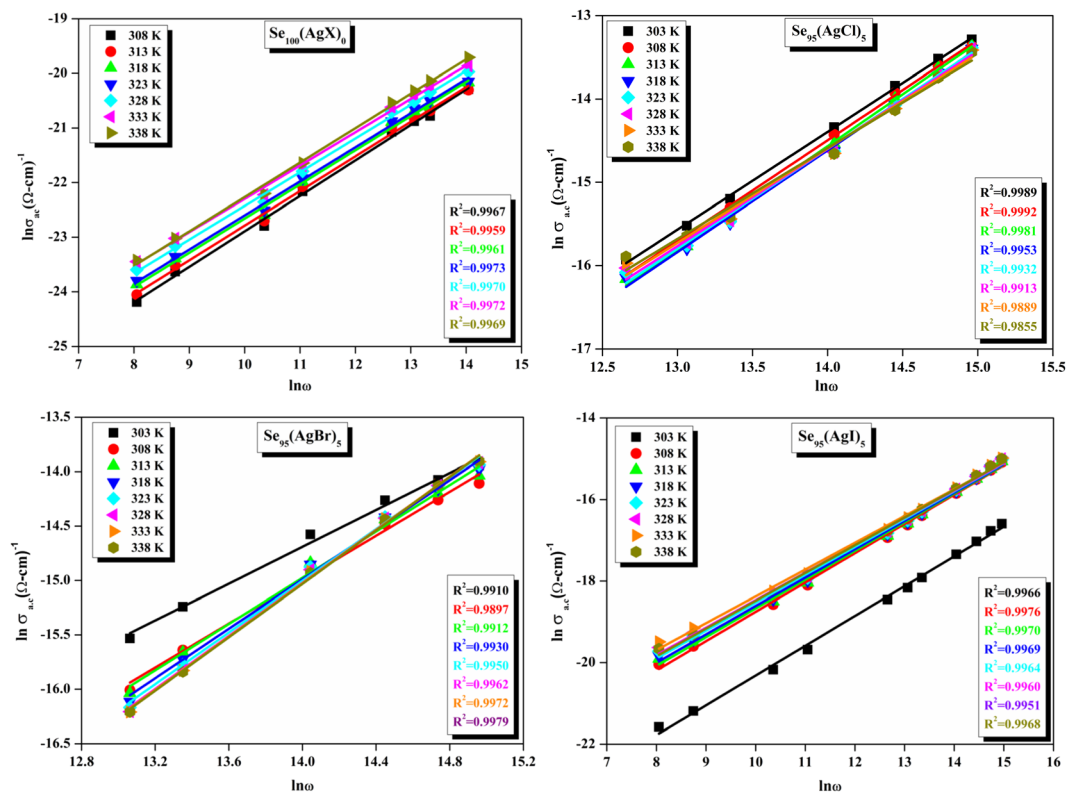 Se100(AgX)0
308 K
313 K
318 K
323 K
328 K
333 K
338 K
R2=0.9967
R2=0.9959
R2=0.9961
R2=0.9973
R2=0.9970
R2=0.9972
R2=0.9969
-19
-20
-21
-22
-23
-24
-25
lnσac(Ω-cm)-1
7 8 9 10 11 12 13 14 15
lnω
Se95(AgCl)5
303 K
308 K
313 K
318 K
323 K
328 K
333 K
338 K
R2=0.9989
R2=0.9992
R2=0.9981
R2=0.9953
R2=0.9932
R2=0.9913
R2=0.9889
R2=0.9855
-13
-14
-15
-16
-17
ln σa.c(Ω-cm)-1
12.5 13.0 13.5 14.0 14.5 15.0 15.5
lnω
Se95(AgBr)5
303 K
308 K
313 K
318 K
323 K
328 K
333 K
338 K
R2=0.9910
R2=0.9897
R2=0.9912
R2=0.9930
R2=0.9950
R2=0.9962
R2=0.9972
R2=0.9979
-13.5
-14.0
-14.5
-15.0
-15.5
-16.0
-16.5
ln σa.c(Ω-cm)-1
12.8 13.2 13.6 14.0 14.4 14.8 15.2
lnω
Se95(AgI)5
303 K
308 K
313 K
318 K
323 K
328 K
333 K
338 K
R2=0.9966
R2=0.9976
R2=0.9970
R2=0.9969
R2=0.9964
R2=0.9960
R2=0.9951
R2=0.9968
-14
-16
-18
-20
-22
ln σa.c(Ω-cm)-1
7 8 9 10 11 12 13 14 15 16
lnω